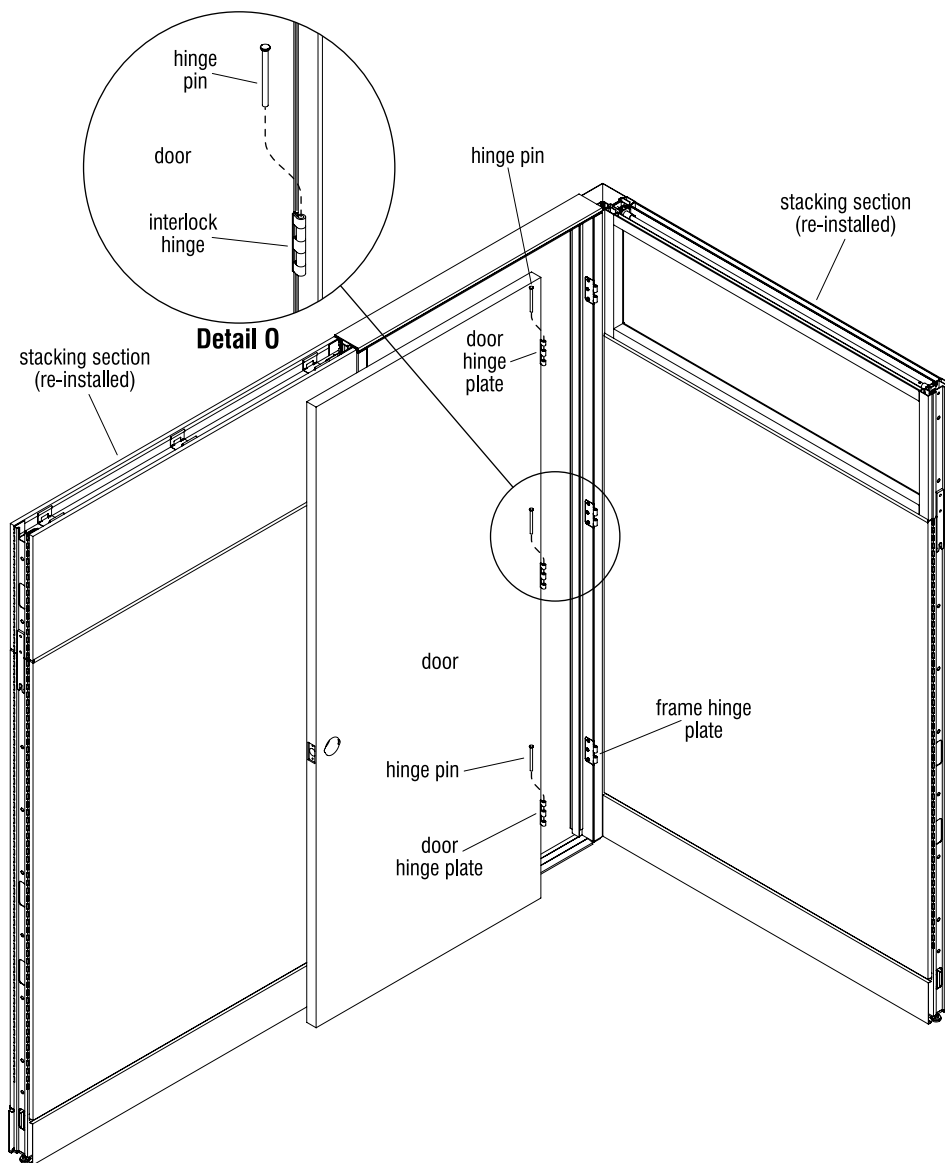 hinge
pin
door
interlock
hinge
Detail O
hinge pin
stacking section
(re-installed)
stacking section
(re-installed)
door
hinge
plate
door
frame hinge
plate
hinge pin
door
hinge plate